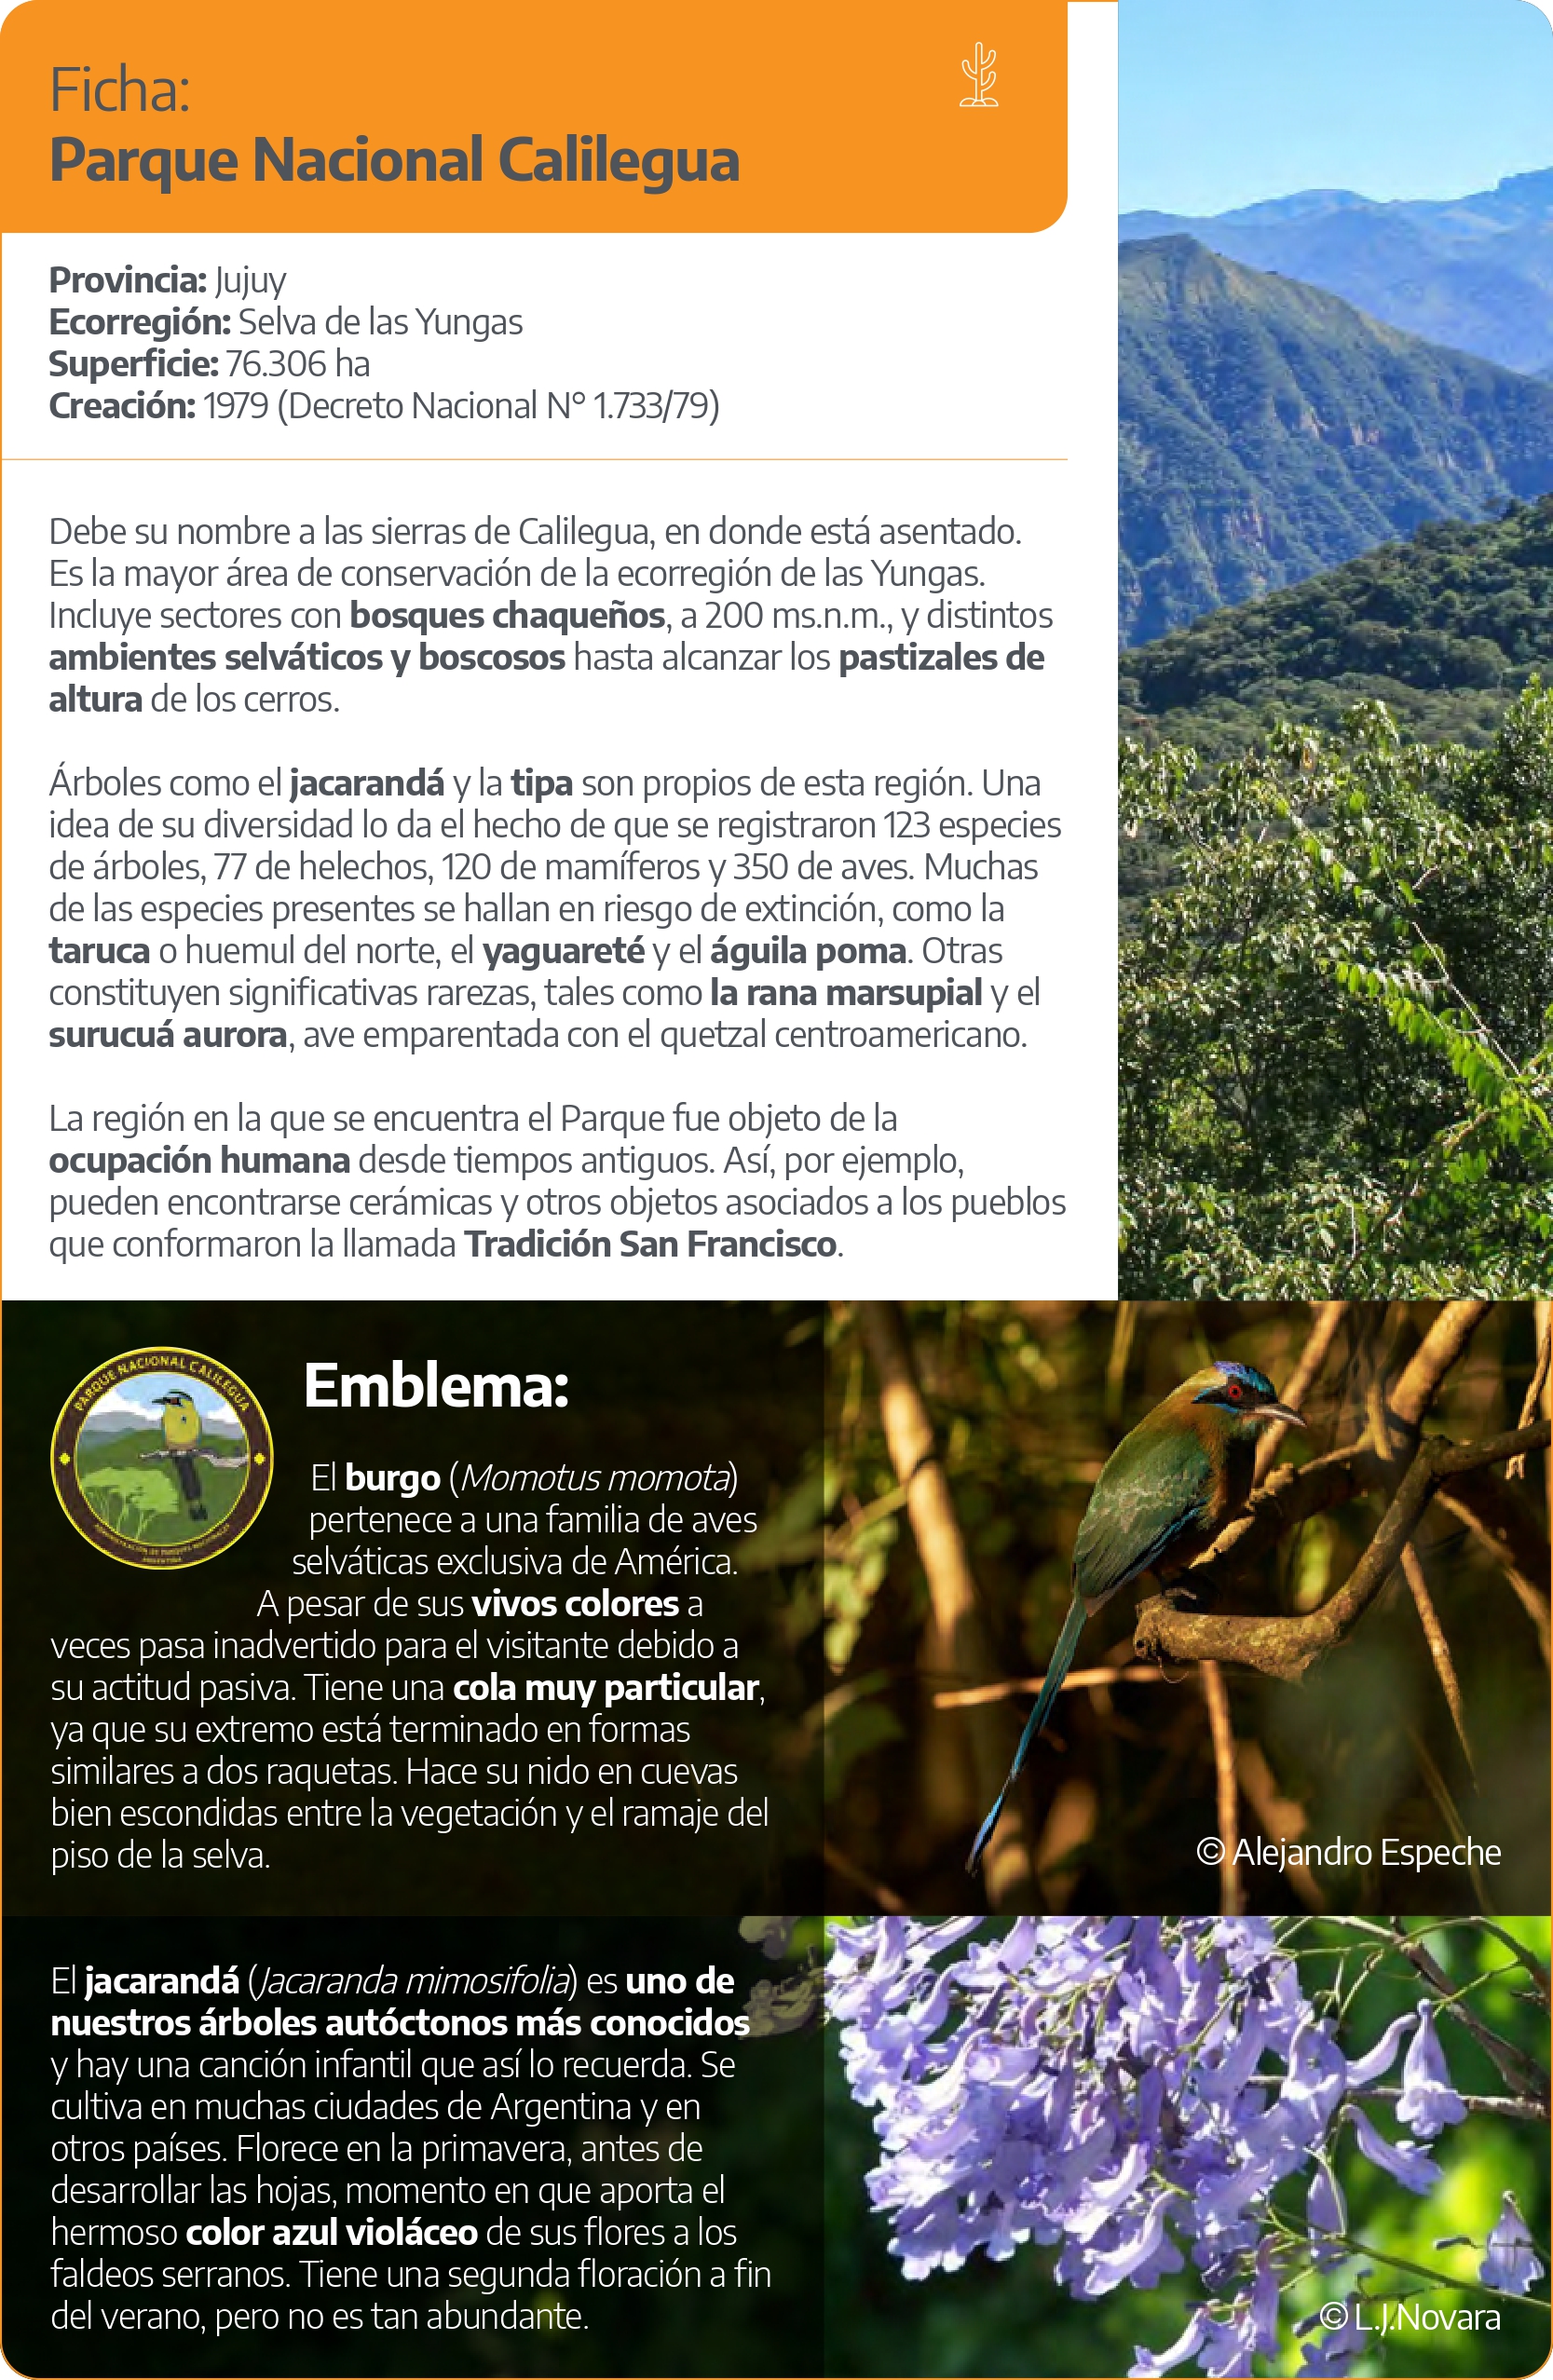 Ficha:
Parque Nacional Calilegua
Provincia: Jujuy
Ecorregión: Selva de las Yungas
Superficie: 76.306 ha
Creación: 1979 (Decreto Nacional N° 1.733/79)
Debe su nombre a las sierras de Calilegua, en donde está asentado.
Es la mayor área de conservación de la ecorregión de las Yungas.
Incluye sectores con bosques chaqueños, a 200 ms.n.m., y distintos
ambientes selváticos y boscosos hasta alcanzar los pastizales de
altura de los cerros.
Árboles como el jacarandá y la tipa son propios de esta región. Una
idea de su diversidad lo da el hecho de que se registraron 123 especies
de árboles, 77 de helechos, 120 de mamíferos y 350 de aves. Muchas
de las especies presentes se hallan en riesgo de extinción, como la
taruca o huemul del norte, el yaguareté y el águila poma. Otras
constituyen significativas rarezas, tales como la rana marsupial y el
surucuá aurora, ave emparentada con el quetzal centroamericano.
La región en la que se encuentra el Parque fue objeto de la
ocupación humana desde tiempos antiguos. Así, por ejemplo,
pueden encontrarse cerámicas y otros objetos asociados a los pueblos
que conformaron la llamada Tradición San Francisco.
PARQUE NACIONAL CALILEGUA
ADMINISTRACIÓN DE PARQUES NACIONALES
ARGENTINA
Emblema:
El burgo (Momotus momota)
pertenece a una familia de aves
selváticas exclusiva de América.
A pesar de sus vivos colores a
veces pasa inadvertido para el visitante debido a
su actitud pasiva. Tiene una cola muy particular,
ya que su extremo está terminado en formas
similares a dos raquetas. Hace su nido en cuevas
bien escondidas entre la vegetación y el ramaje del
piso de la selva.
© Alejandro Espeche
El jacarandá (Jacaranda mimosifolia) es uno de
nuestros árboles autóctonos más conocidos
y hay una canción infantil que así lo recuerda. Se
cultiva en muchas ciudades de Argentina y en
otros países. Florece en la primavera, antes de
desarrollar las hojas, momento en que aporta el
hermoso color azul violáceo de sus flores a los
faldeos serranos. Tiene una segunda floración a fin
del verano, pero no es tan abundante.
© L.J.Novara